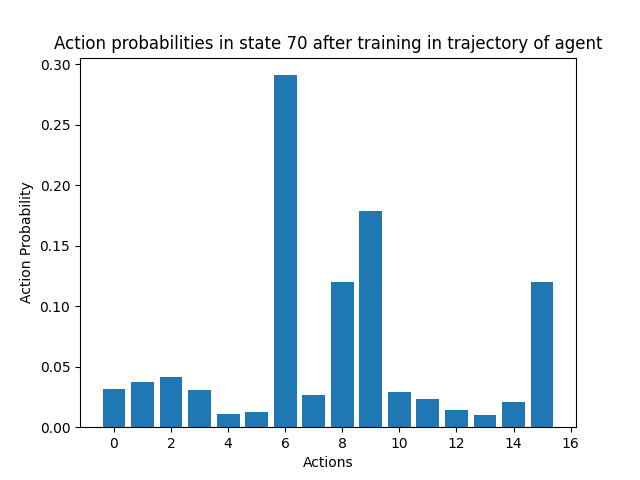 Action probabilities in state 70 after training in trajectory of agent
0.30
0.25
0.20
0.15
0.10
0.05
0.00
Action Probability
0 2 4 6 8 10 12 14 16
Actions